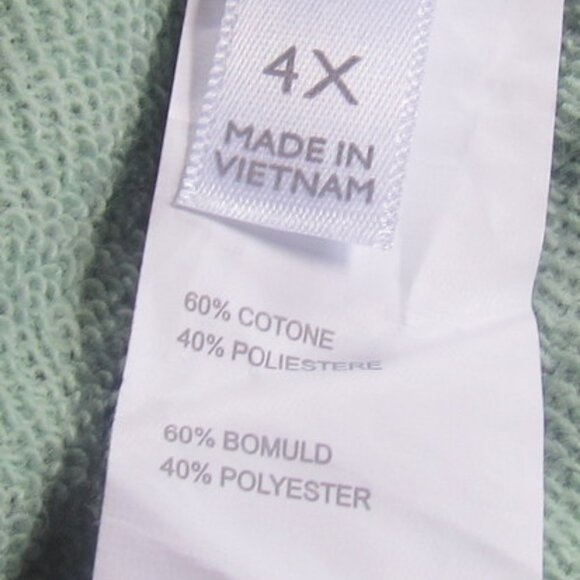 4X
MADE IN
VIETNAM
60% COTONE
40% POLIESTERE
60% BOMULD
40% POLYESTER